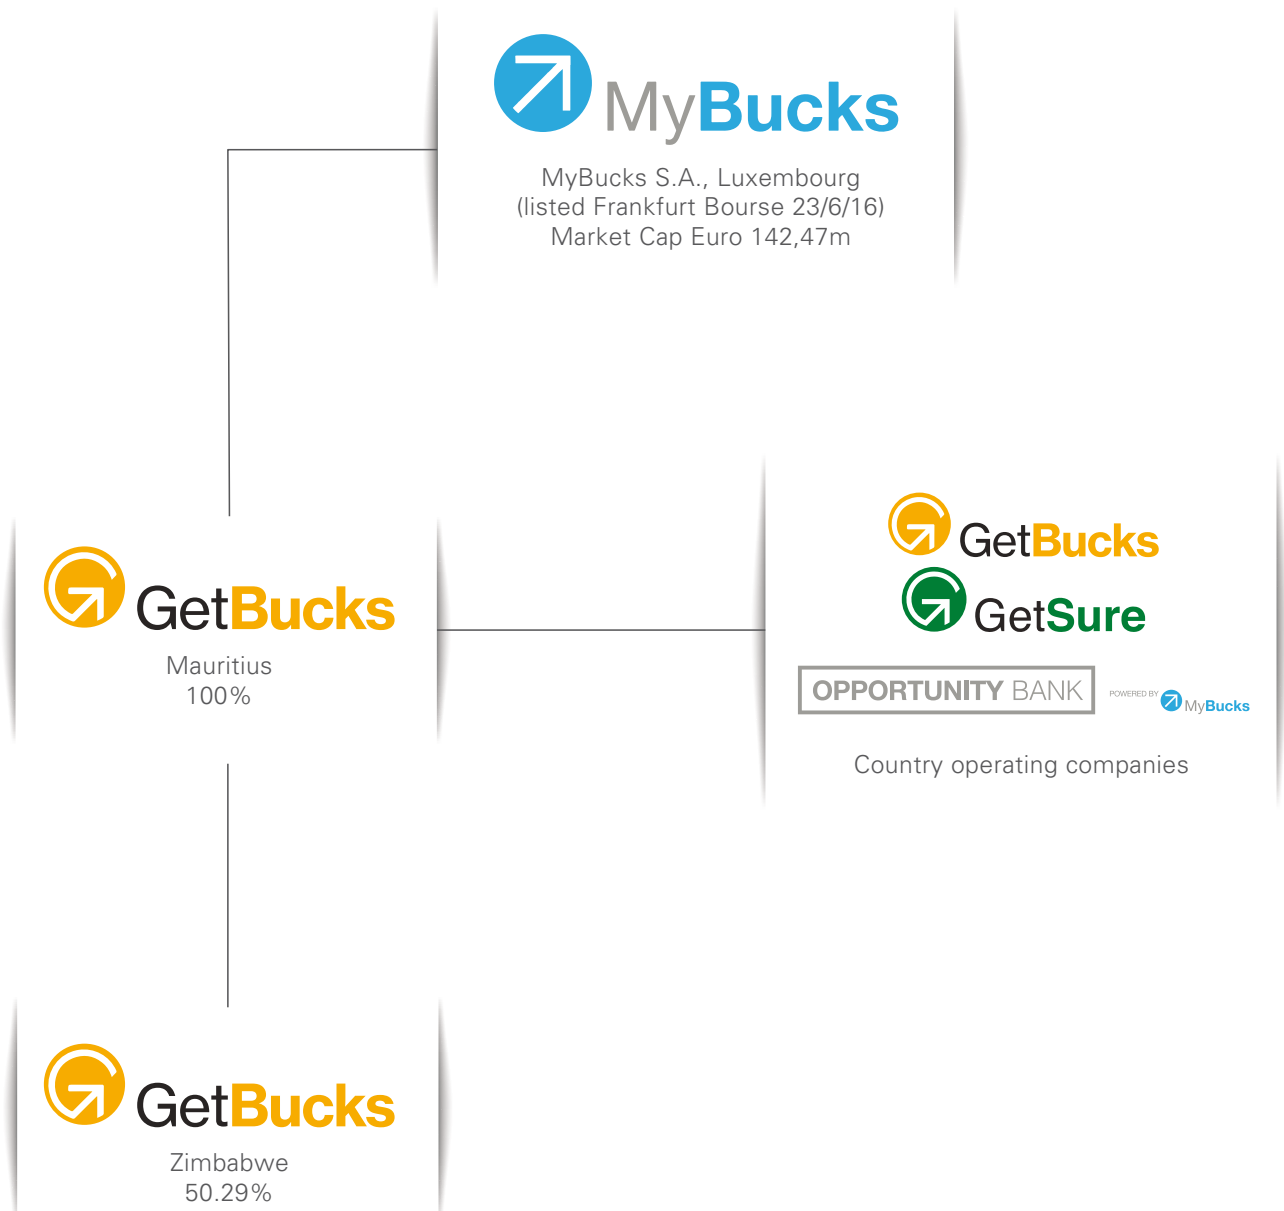 MyBucks
MyBucks S.A., Luxembourg
(listed Frankfurt Bourse 23/6/16)
Market Cap Euro 142,47m
GetBucks
Mauritius
100%
GetBucks
GetSure
OPPORTUNITY BANK
POWERED BY
MyBucks
Country operating companies
GetBucks
Zimbabwe
50.29%